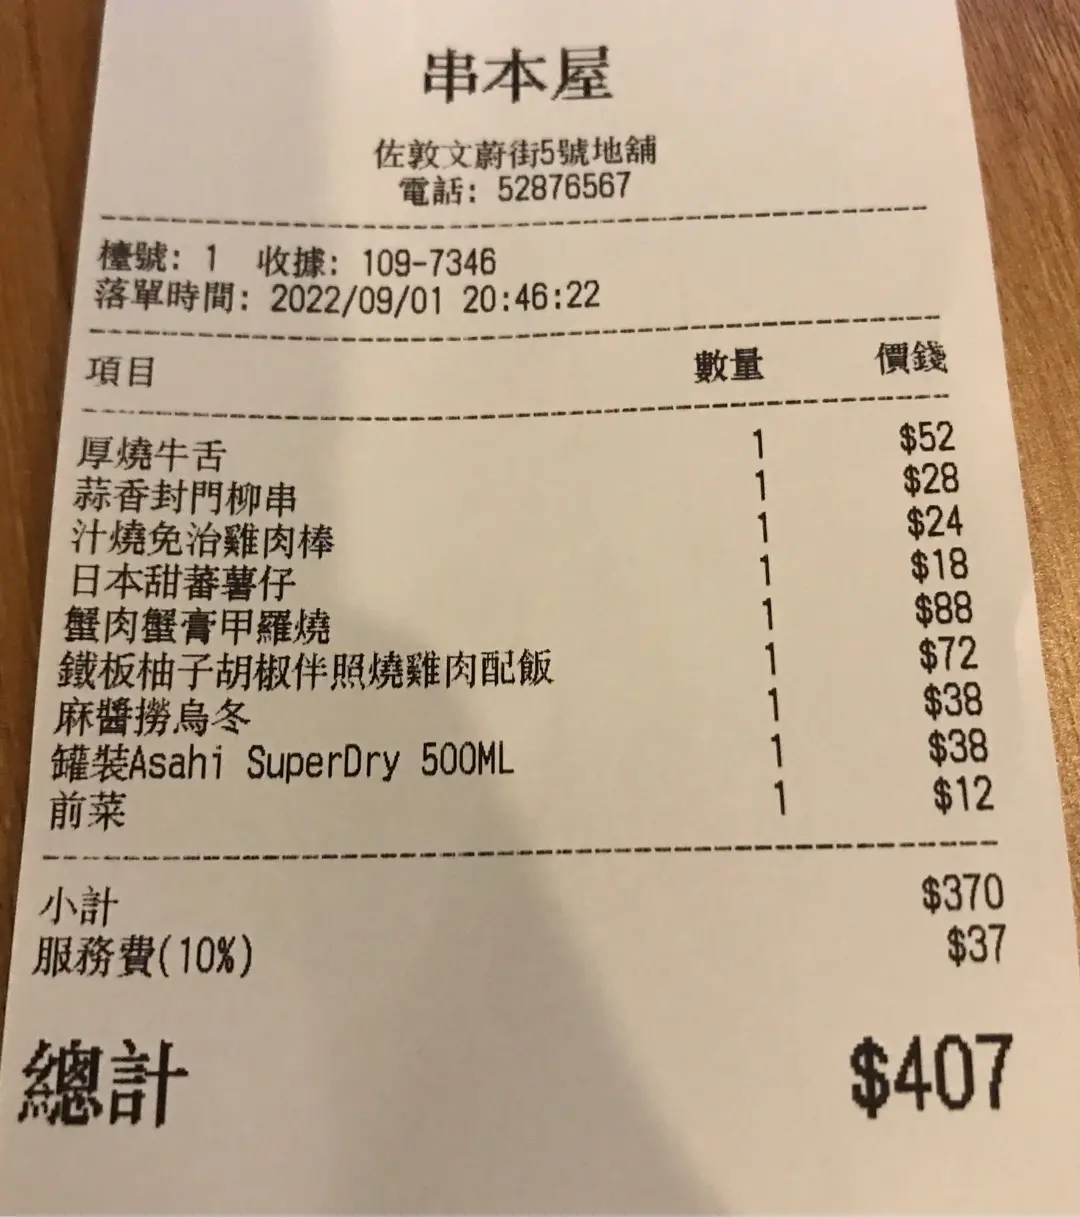 串本屋
佐敦文蔚街5號地舖
電話: 52876567
檯號: 1 收據: 109-7346
落單時間: 2022/09/01 20:46:22
項目 數量 價錢
厚燒牛舌 1 $52
蒜香封門柳串 1 $28
汁燒免治雞肉棒 1 $24
日本甜蕃薯仔 1 $18
蟹肉蟹膏甲羅燒 1 $88
鐵板柚子胡椒伴照燒雞肉配飯 1 $72
麻醬撈烏冬 1 $38
罐裝Asahi SuperDry 500ML 1 $38
前菜 1 $12
小計 $370
服務費(10%) $37
總計 $407